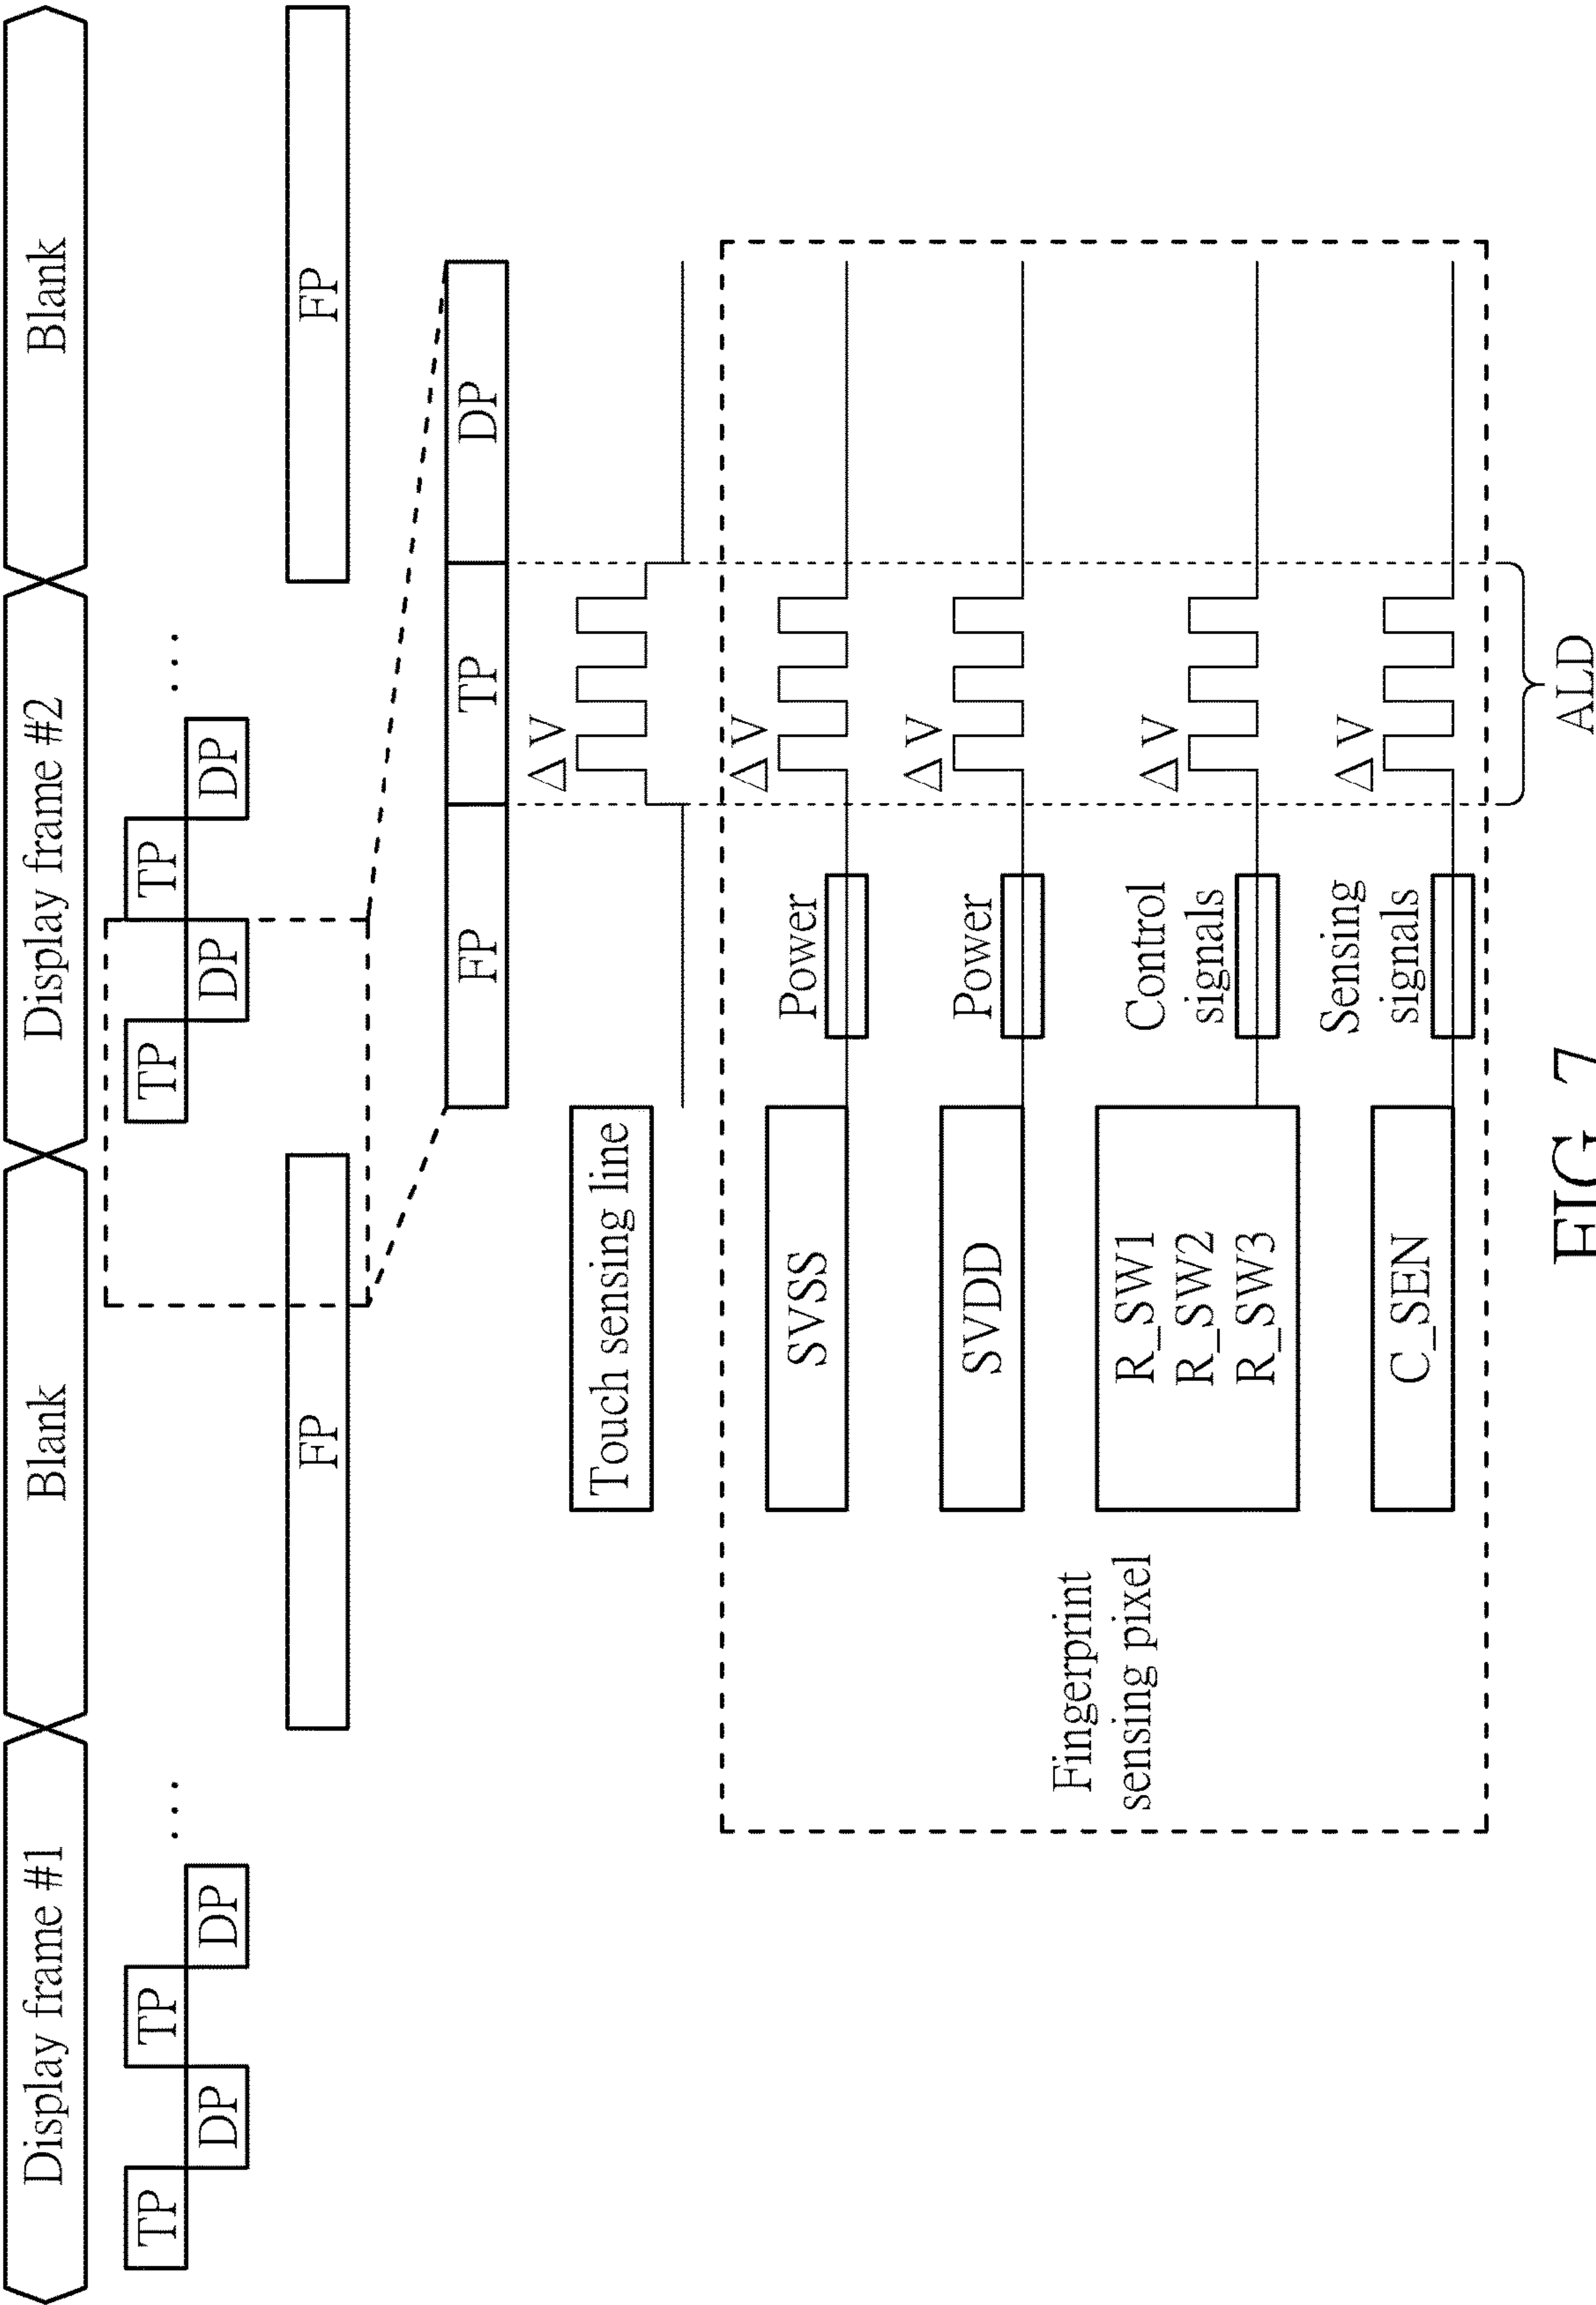 Display frame #1
Blank
Display frame #2
Blank
TP
TP
...
TP
TP
...
DP
DP
DP
DP
FP
FP
FP
TP
DP
Touch sensing line
ΔV
Fingerprint
sensing pixel
SVSS
Power
ΔV
SVDD
Power
ΔV
R_SW1
R_SW2
R_SW3
Control
signals
ΔV
C_SEN
Sensing
signals
ΔV
ALD
FIG. 7